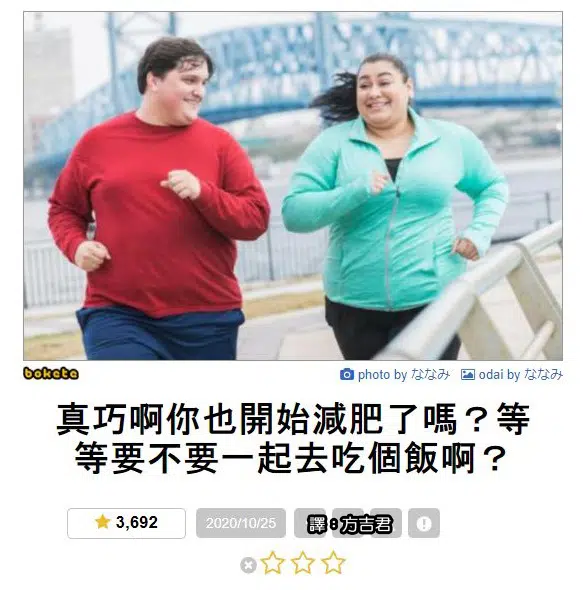 bokete
photo by ななみ odai by ななみ
真巧啊你也開始減肥了嗎？等
等要不要一起去吃個飯啊？
3,692 2020/10/25 譯：方吉君